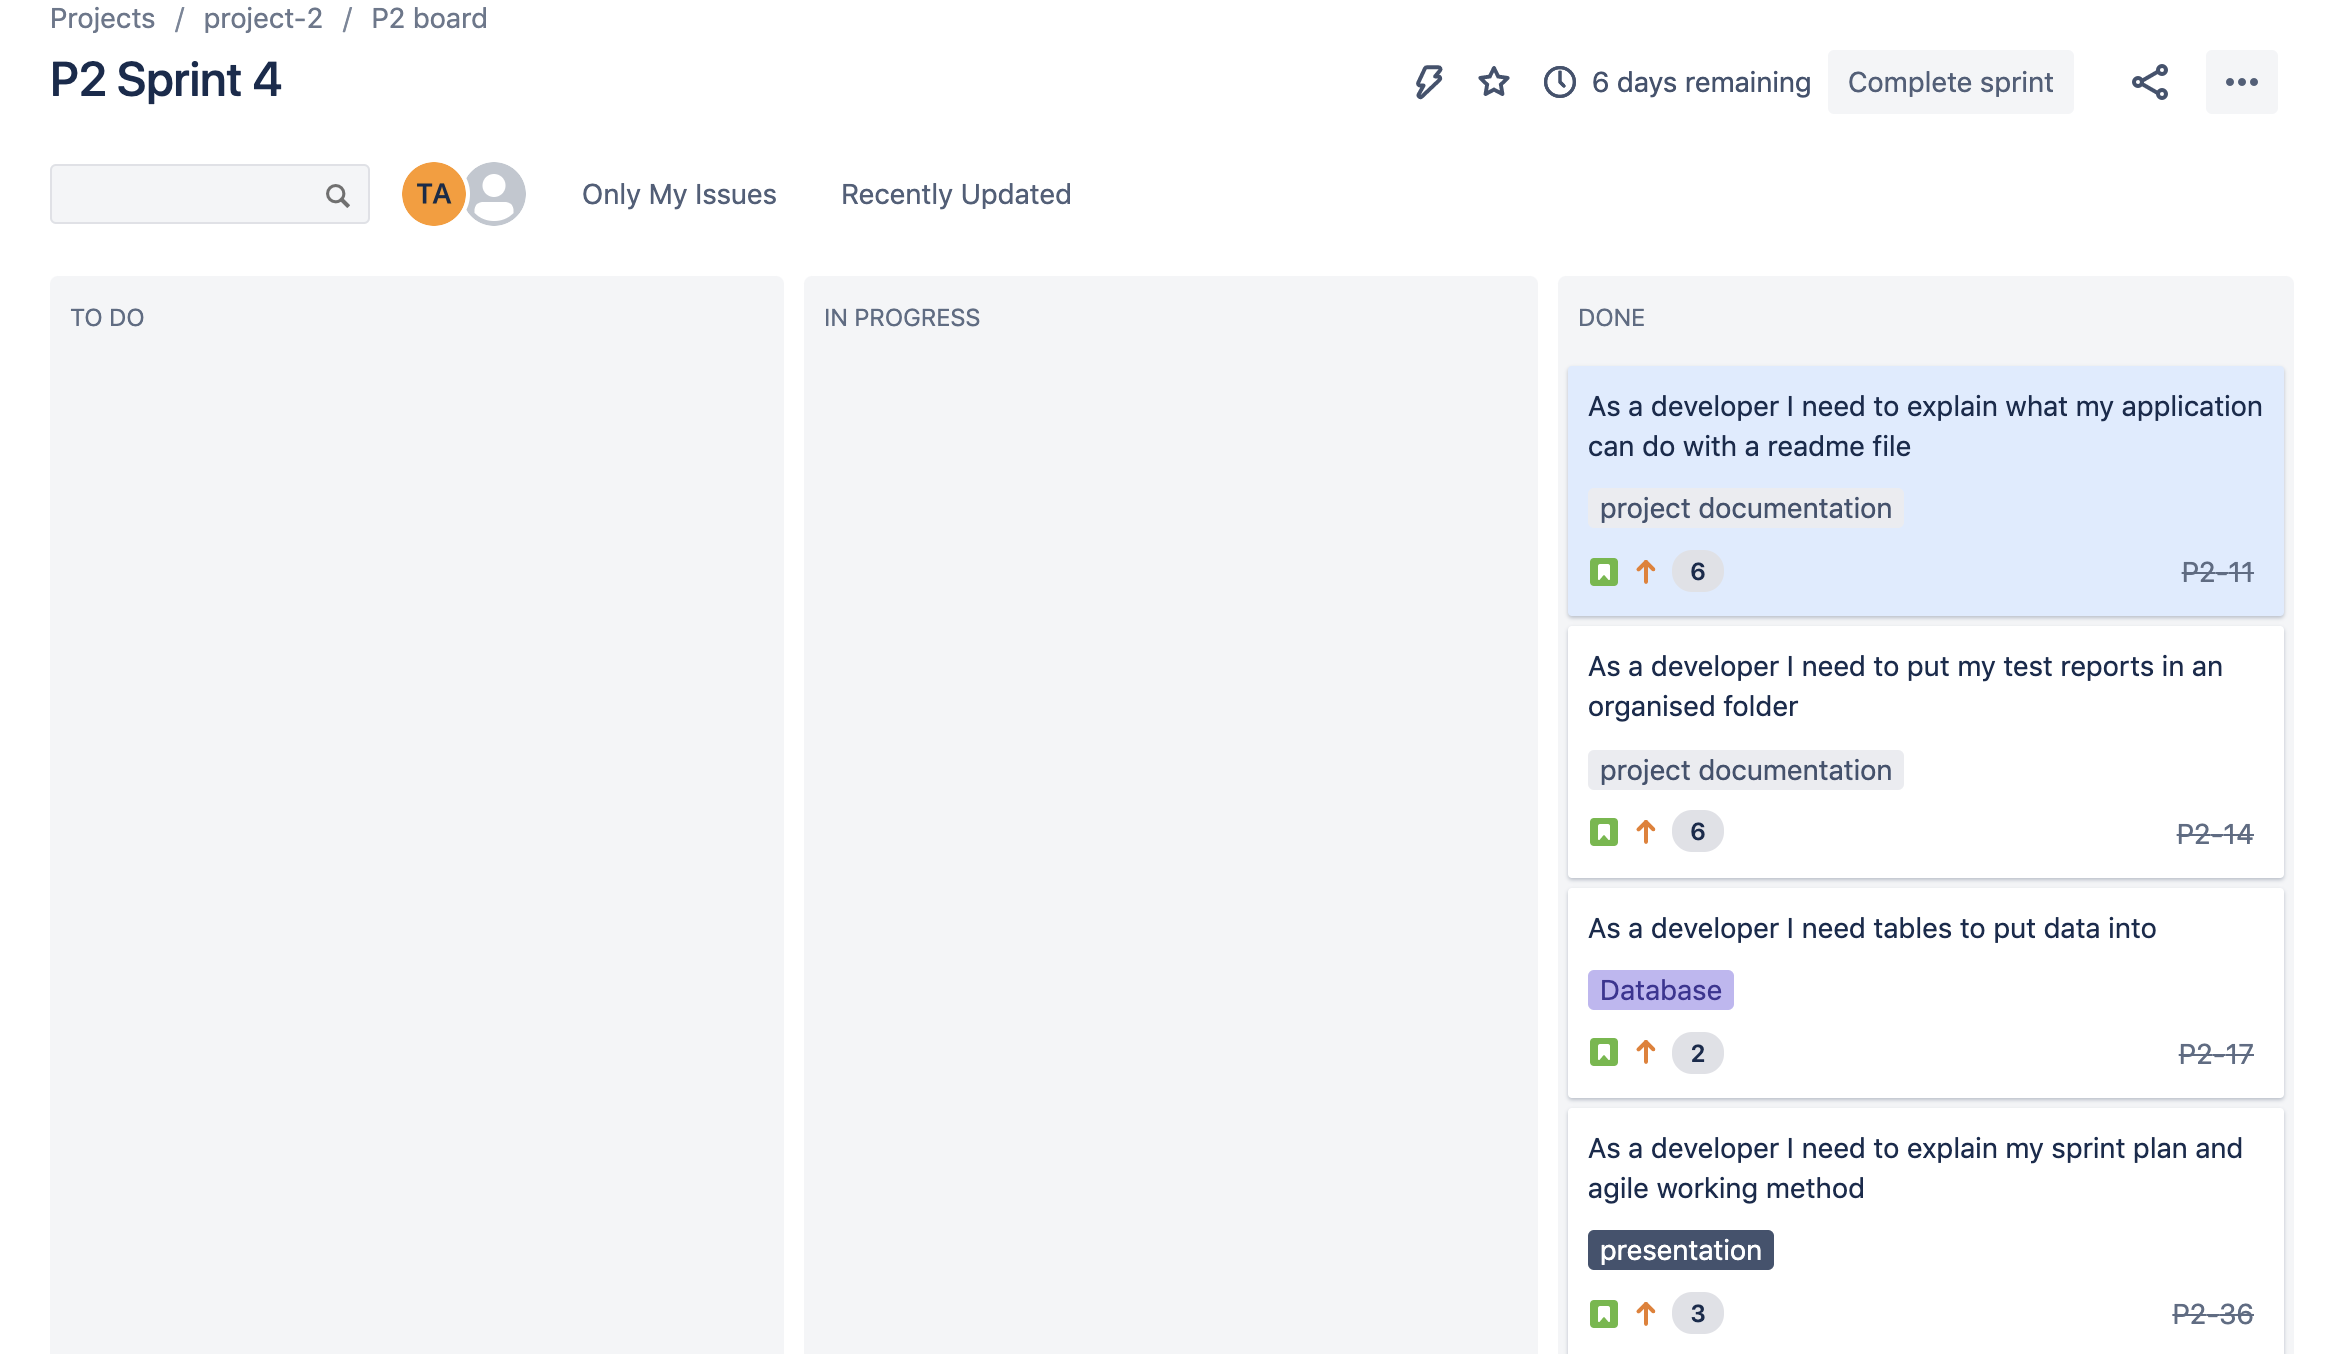 Projects / project-2 / P2 board
P2 Sprint 4
6 days remaining
Complete sprint
TA
Only My Issues
Recently Updated
TO DO
IN PROGRESS
DONE
As a developer I need to explain what my application
can do with a readme file
project documentation
6
P2-11
As a developer I need to put my test reports in an
organised folder
project documentation
6
P2-14
As a developer I need tables to put data into
Database
2
P2-17
As a developer I need to explain my sprint plan and
agile working method
presentation
3
P2-36